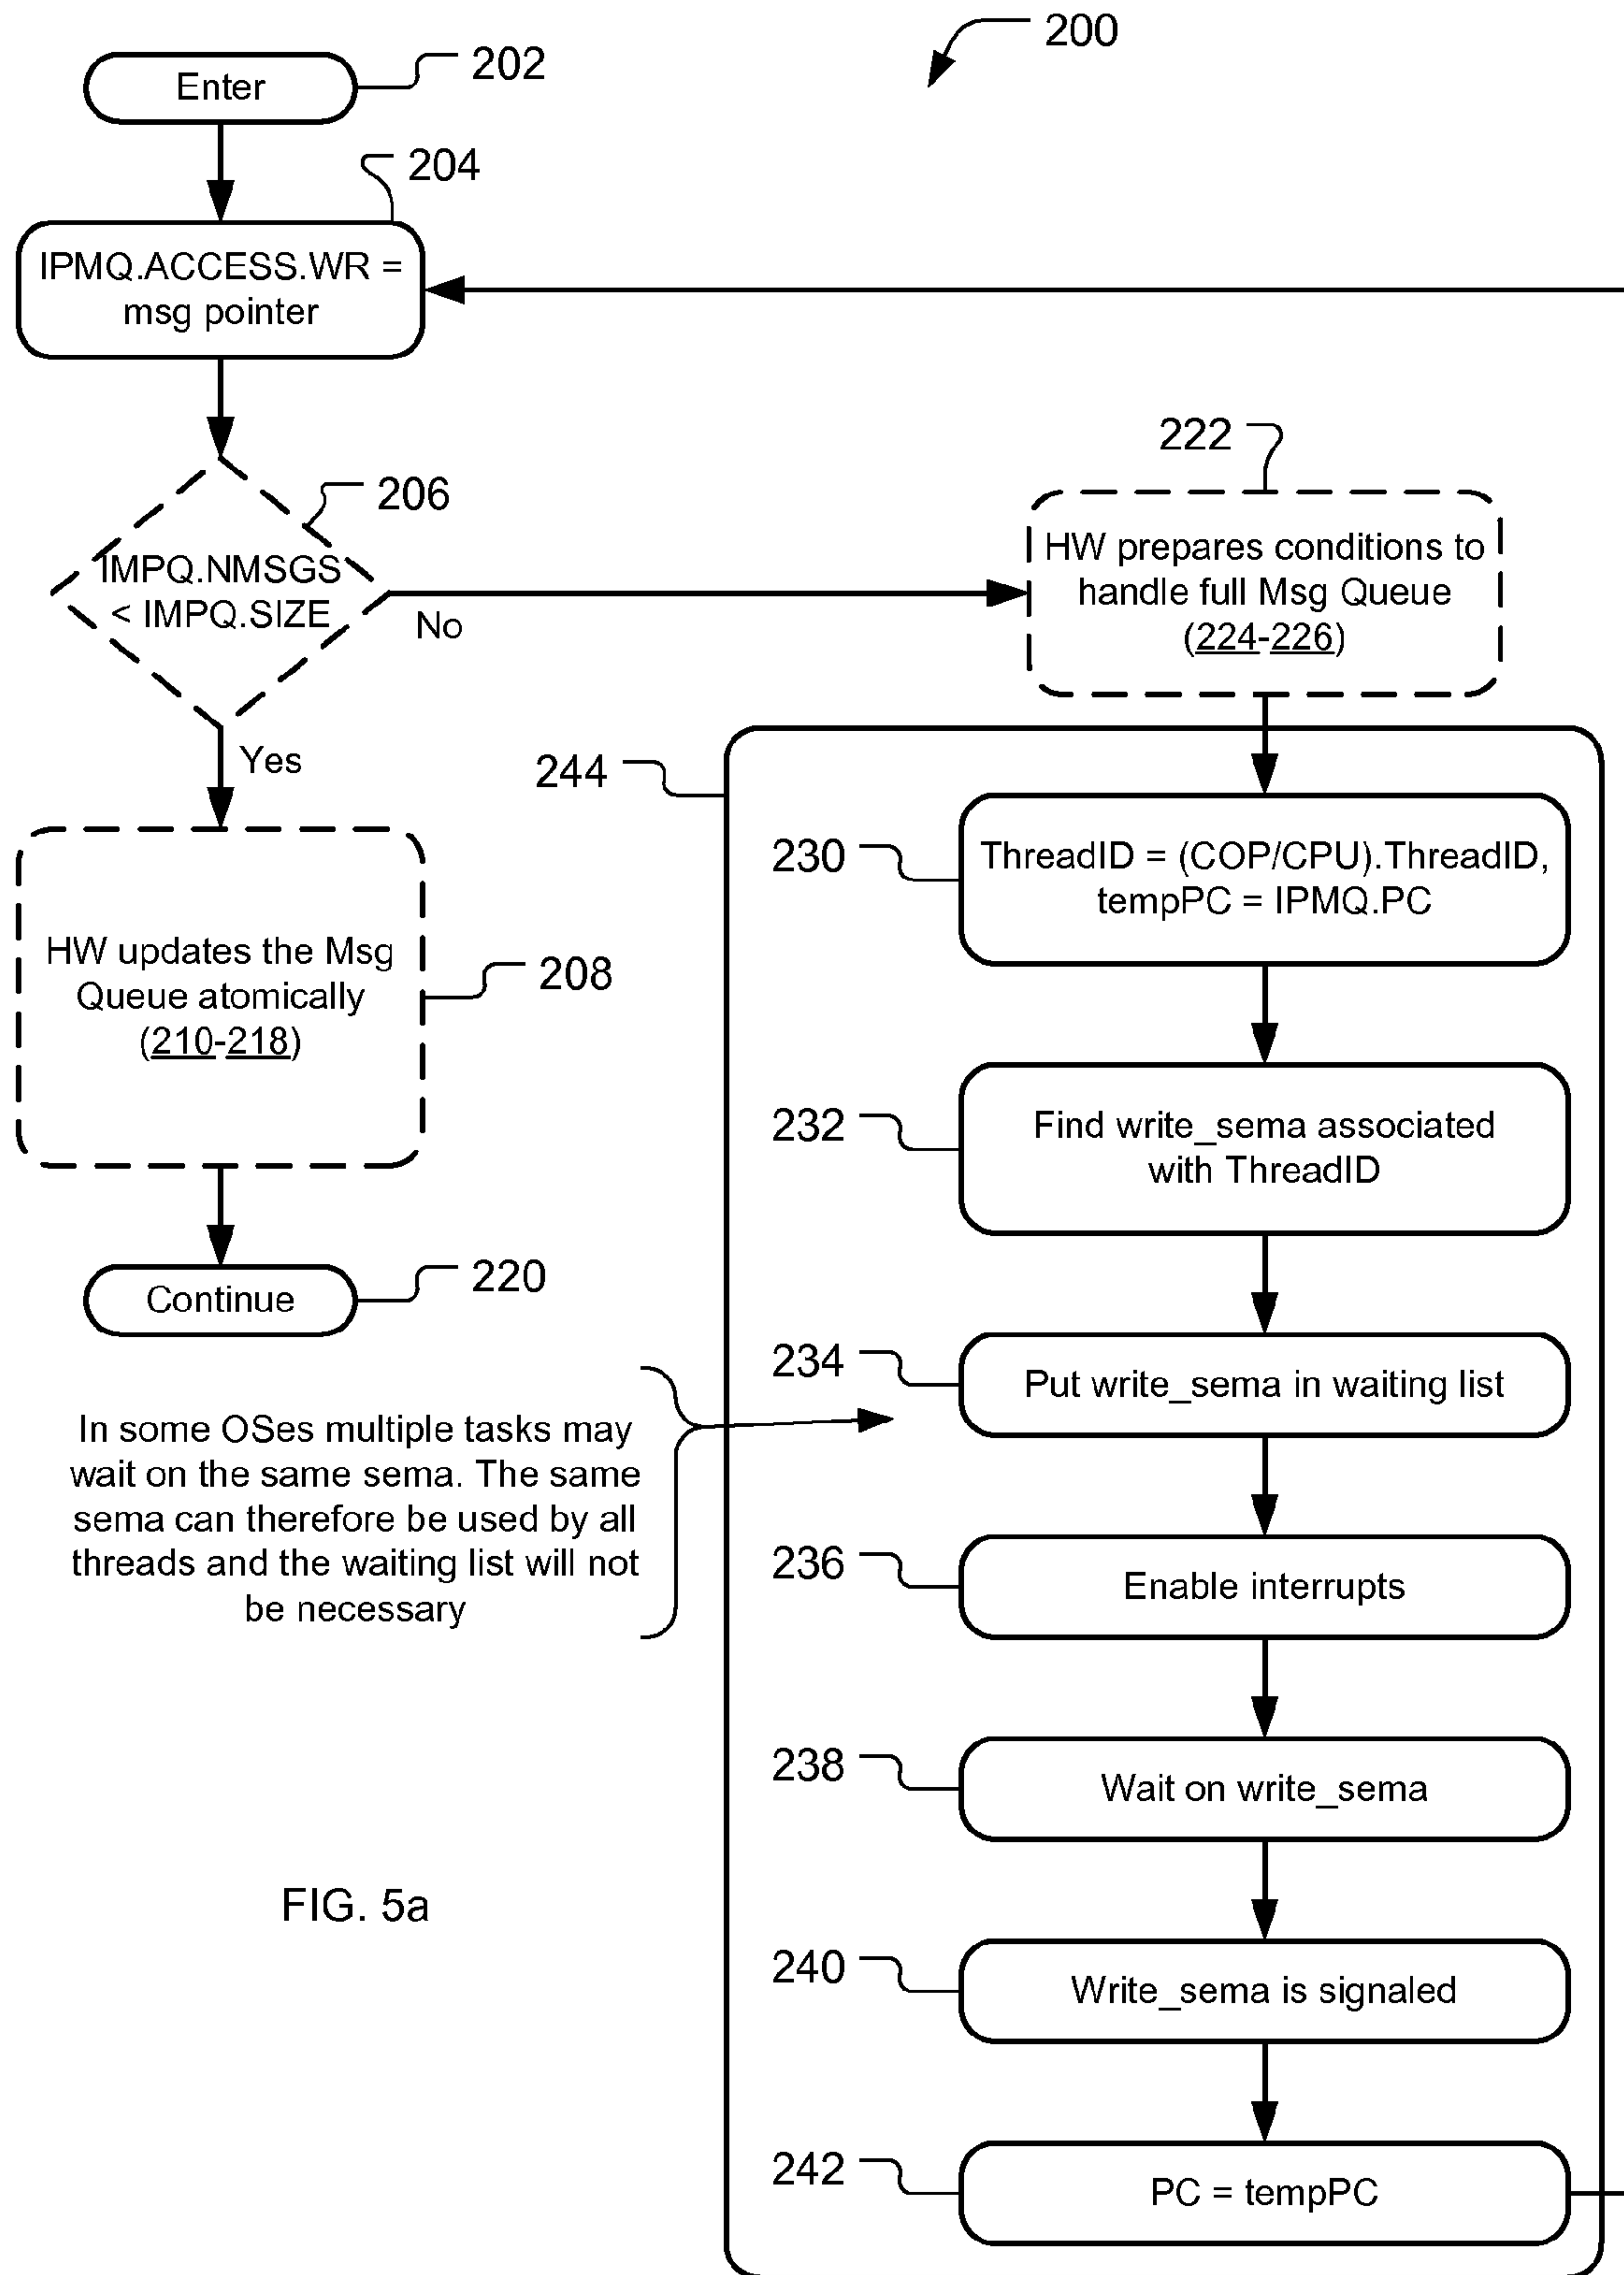 200
202
Enter
204
IPMQ.ACCESS.WR =
msg pointer
206
IMPQ.NMSGS
< IMPQ.SIZE
No
Yes
222
HW prepares conditions to
handle full Msg Queue
(224-226)
244
230
ThreadID = (COP/CPU).ThreadID,
tempPC = IPMQ.PC
HW updates the Msg
Queue atomically
(210-218)
208
232
Find write_sema associated
with ThreadID
Continue
220
234
Put write_sema in waiting list
In some OSes multiple tasks may
wait on the same sema. The same
sema can therefore be used by all
threads and the waiting list will not
be necessary
236
Enable interrupts
238
Wait on write_sema
FIG. 5a
240
Write_sema is signaled
242
PC = tempPC